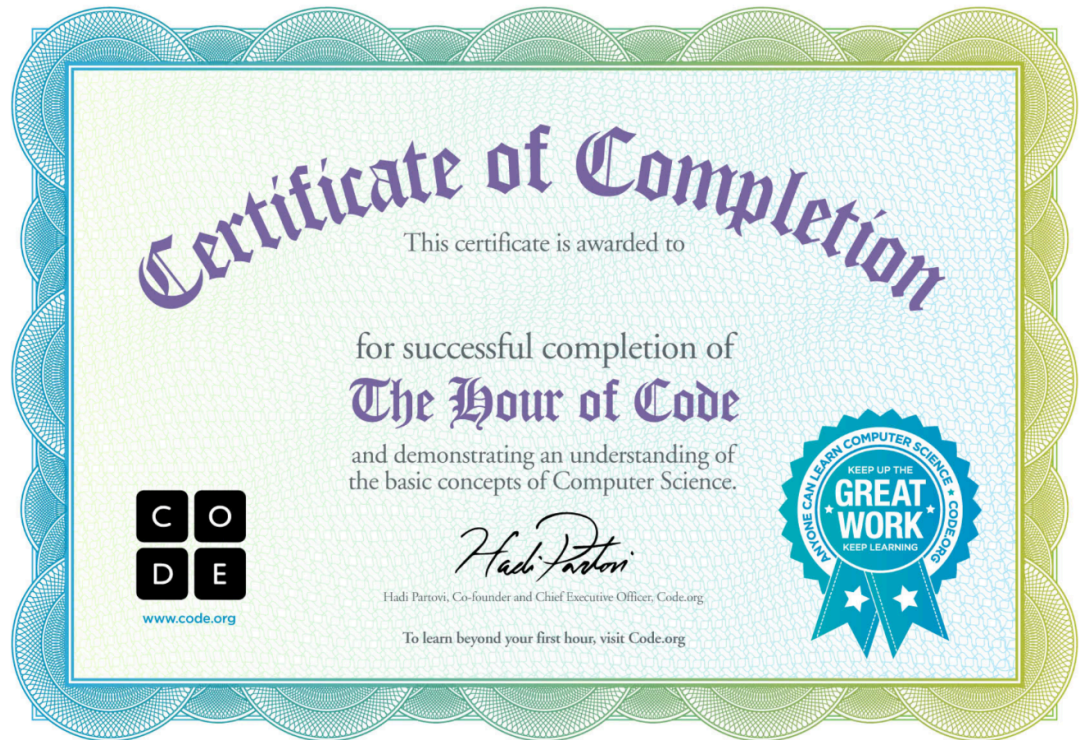 Certificate of Completion
This certificate is awarded to
for successful completion of
The Hour of Code
and demonstrating an understanding of
the basic concepts of Computer Science.
Hadi Partovi
Hadi Partovi, Co-founder and Chief Executive Officer, Code.org
To learn beyond your first hour, visit Code.org
C O
D E
www.code.org
ANYONE CAN LEARN COMPUTER SCIENCE ★ CODE.ORG
KEEP UP THE
GREAT
WORK
KEEP LEARNING